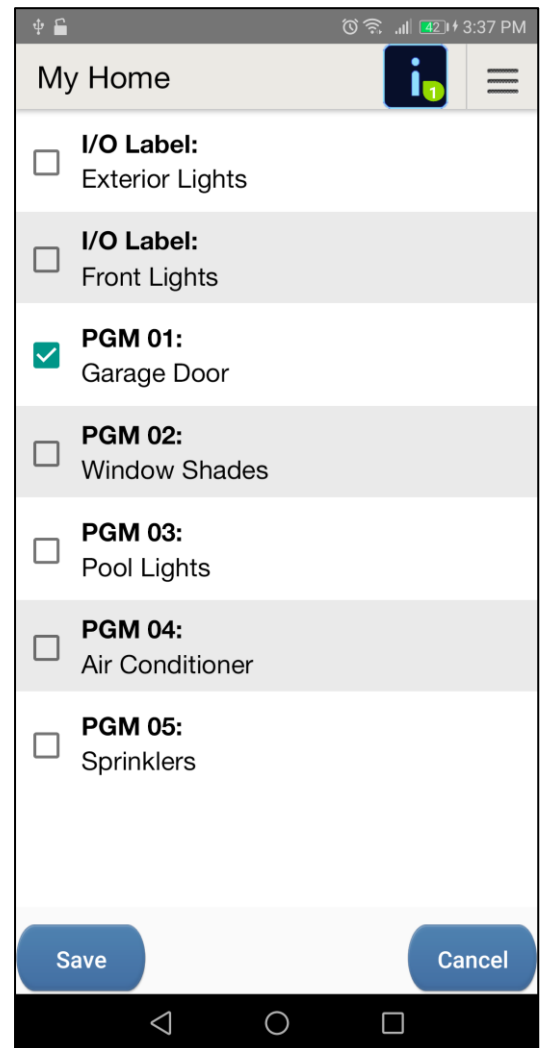 42 3:37 PM
My Home
i 1
I/O Label:
Exterior Lights
I/O Label:
Front Lights
PGM 01:
Garage Door
PGM 02:
Window Shades
PGM 03:
Pool Lights
PGM 04:
Air Conditioner
PGM 05:
Sprinklers
Save Cancel